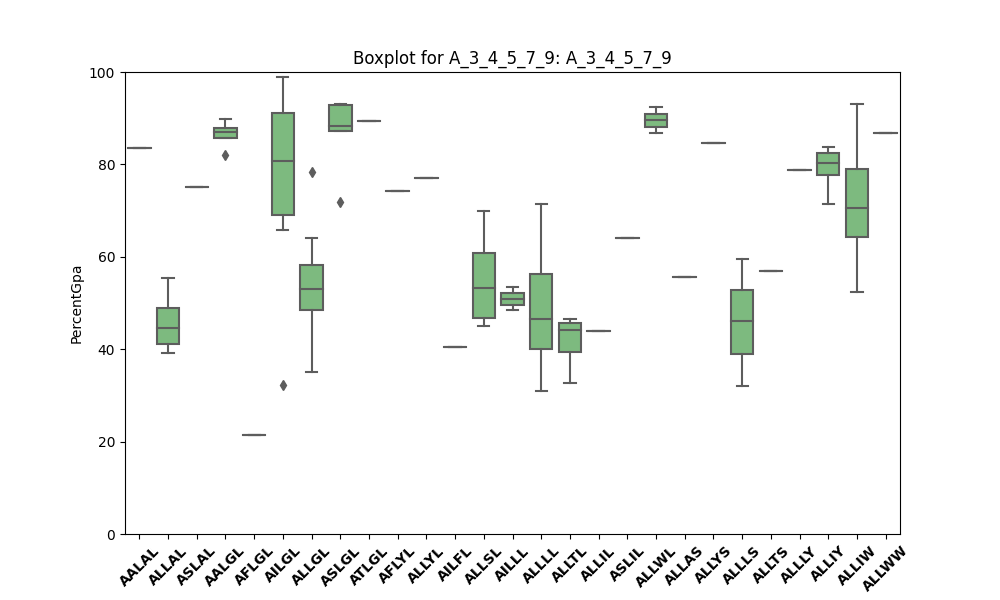 Boxplot for A_3_4_5_7_9: A_3_4_5_7_9
PercentGpa
100
80
60
40
20
0
AALAL
ALLAL
ASLAL
AALGL
AFLGL
AILGL
ALLGL
ASLGL
ATLGL
AFLYL
ALLYL
AILFL
ALLSL
AILLL
ALLLL
ALLTL
ALLIL
ASLIL
ALLWL
ALLAS
ALLYS
ALLLS
ALLTS
ALLLY
ALLIY
ALLIW
ALLWW